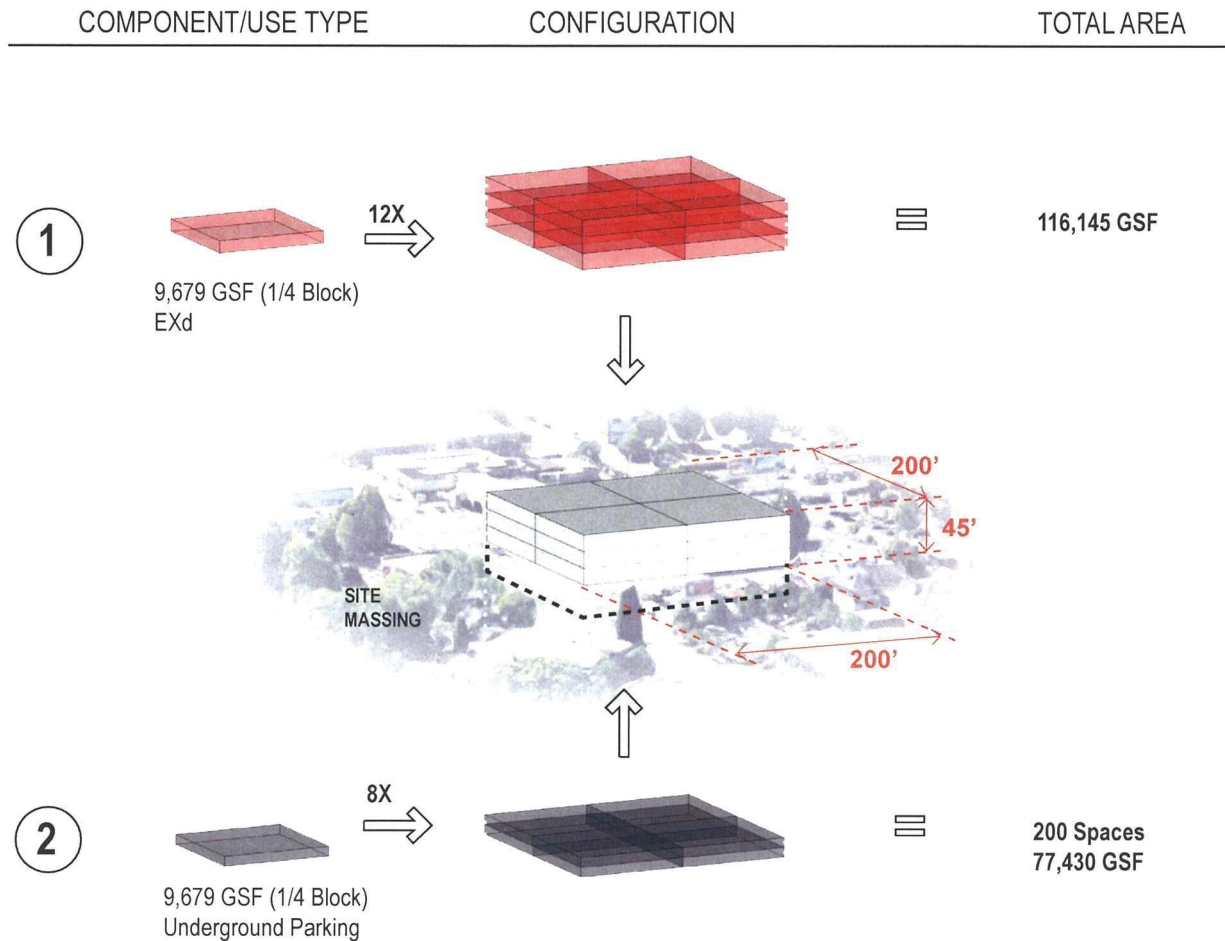 COMPONENT/USE TYPE CONFIGURATION TOTAL AREA
1
12X
116,145 GSF
9,679 GSF (1/4 Block)
EXd
200'
45'
SITE
MASSING
200'
2
8X
200 Spaces
77,430 GSF
9,679 GSF (1/4 Block)
Underground Parking